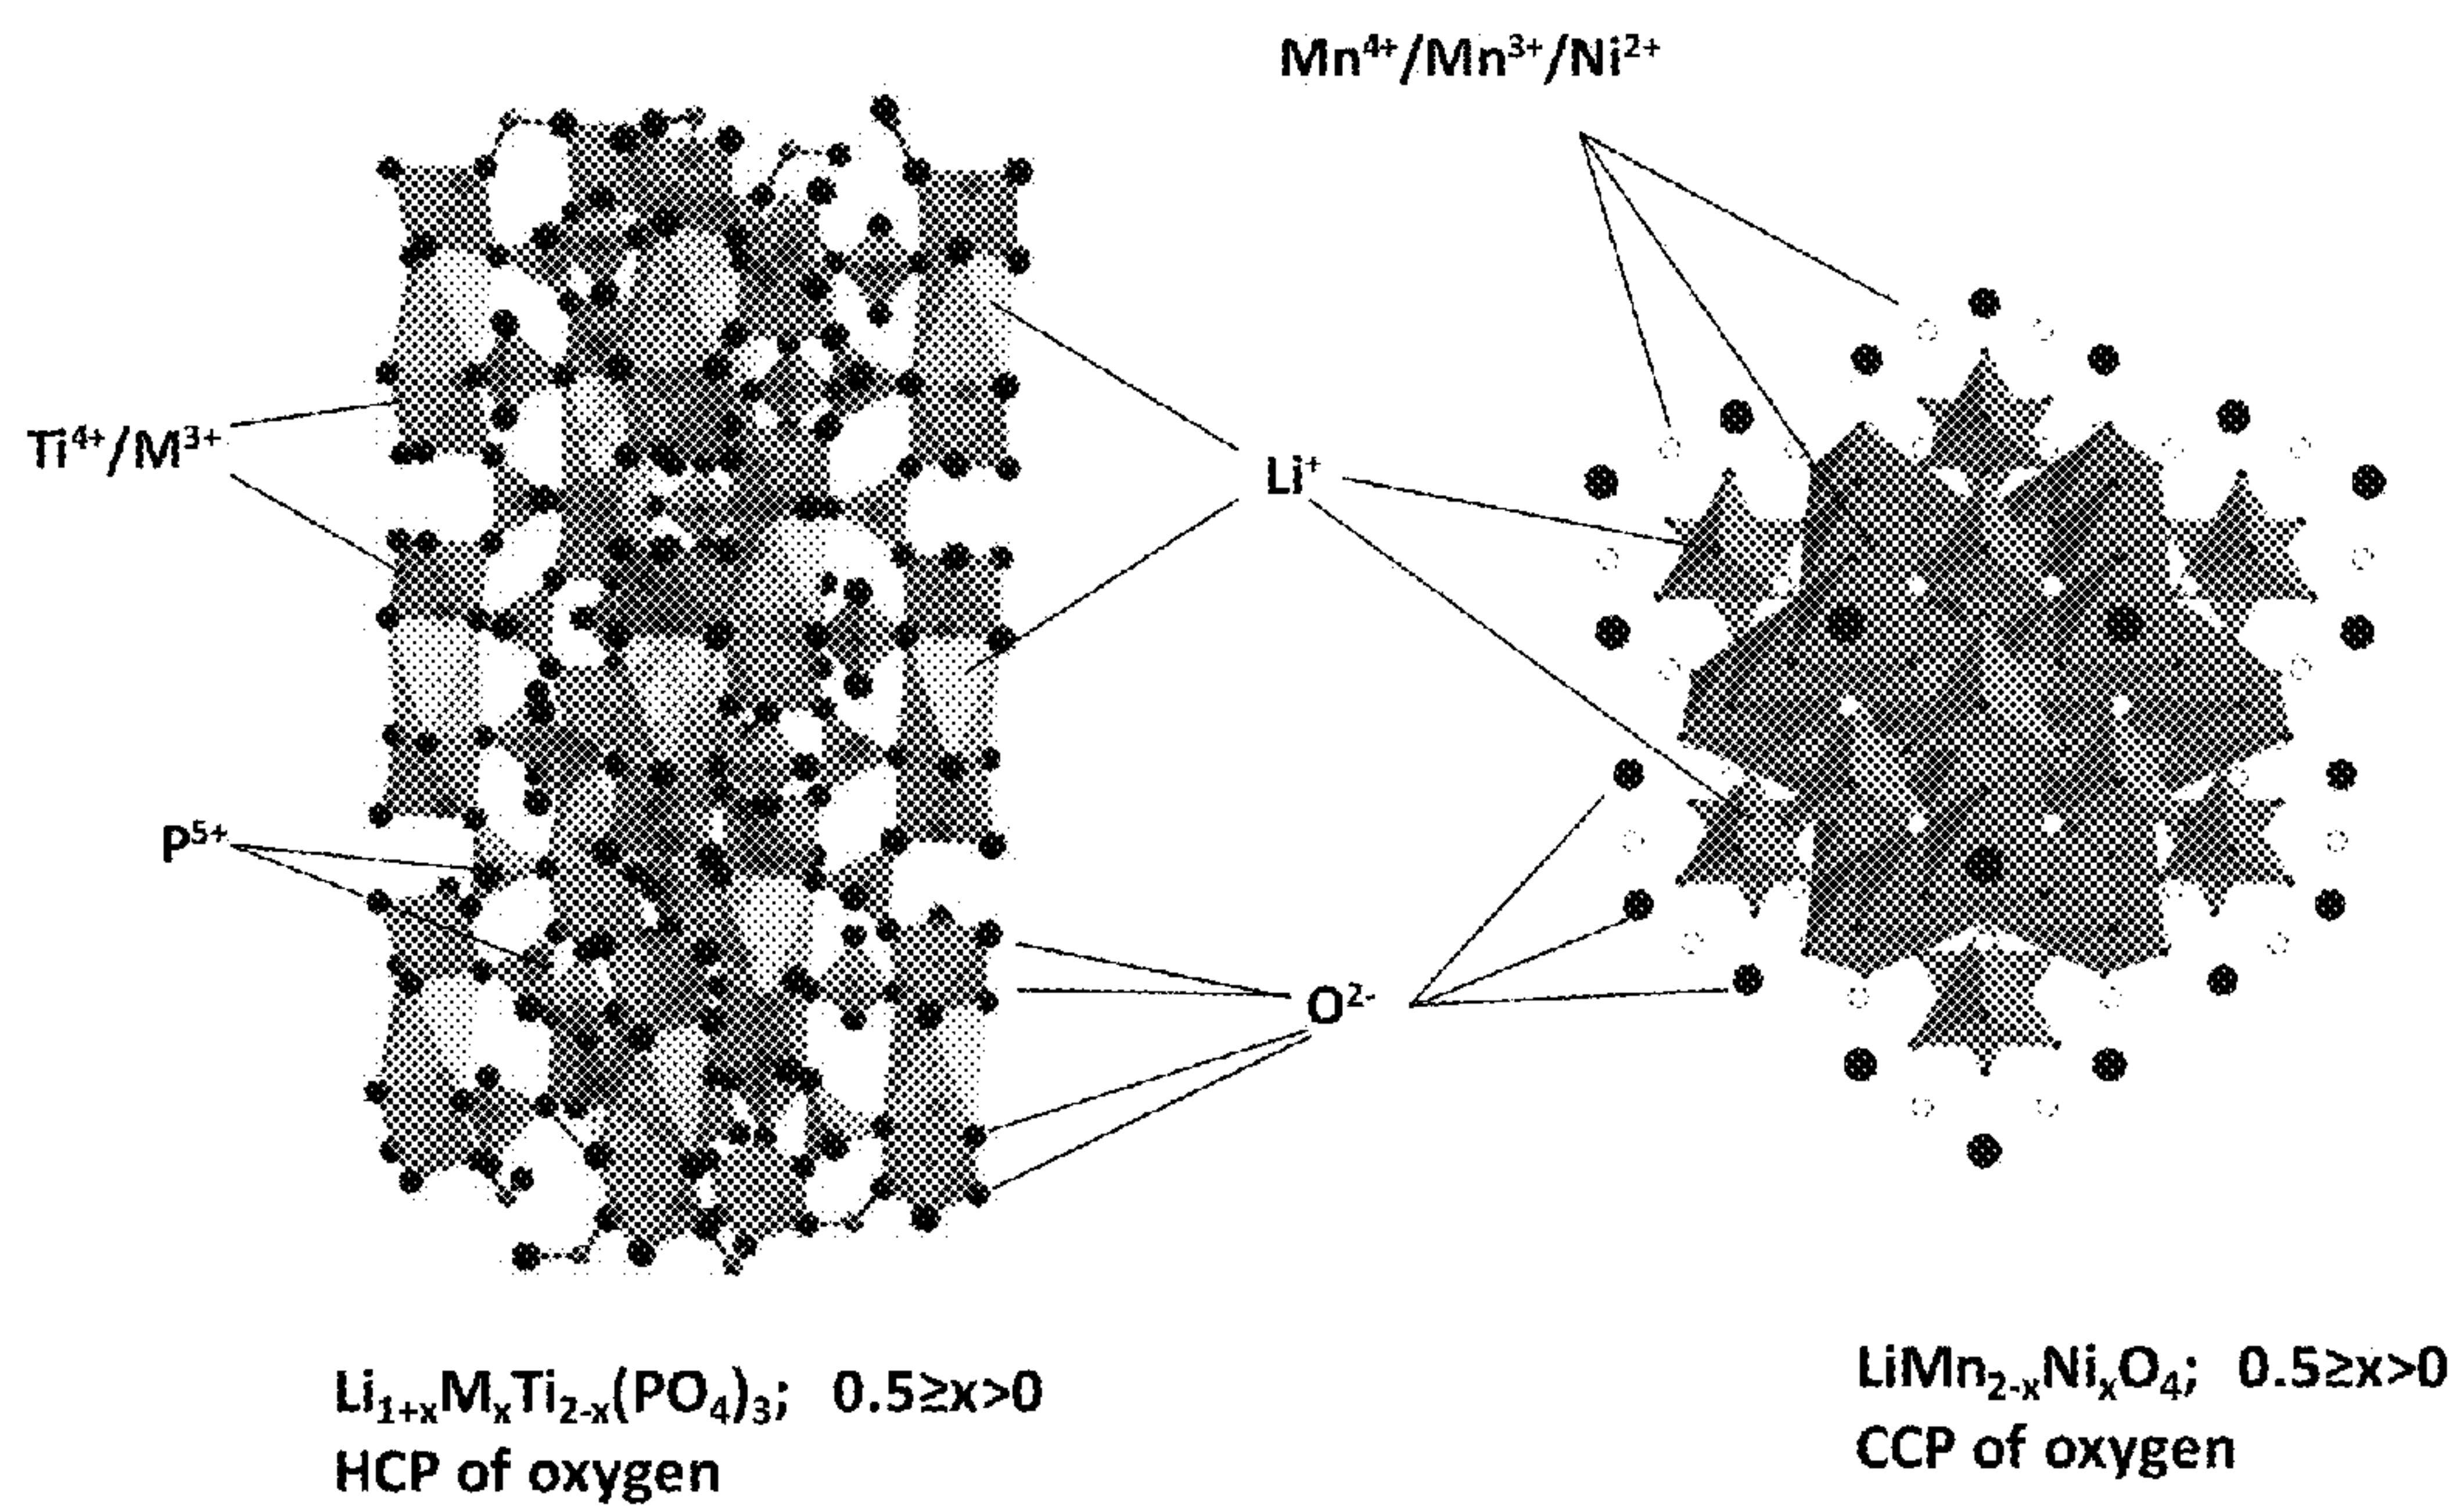 Mn⁴⁺/Mn³⁺/Ni²⁺
Ti⁴⁺/M³⁺
Li⁺
P⁵⁺
O²⁻
Li₁₊ₓMₓTi₂₋ₓ(PO₄)₃; 0.5≥x>0
HCP of oxygen
LiMn₂₋ₓNiₓO₄; 0.5≥x>0
CCP of oxygen